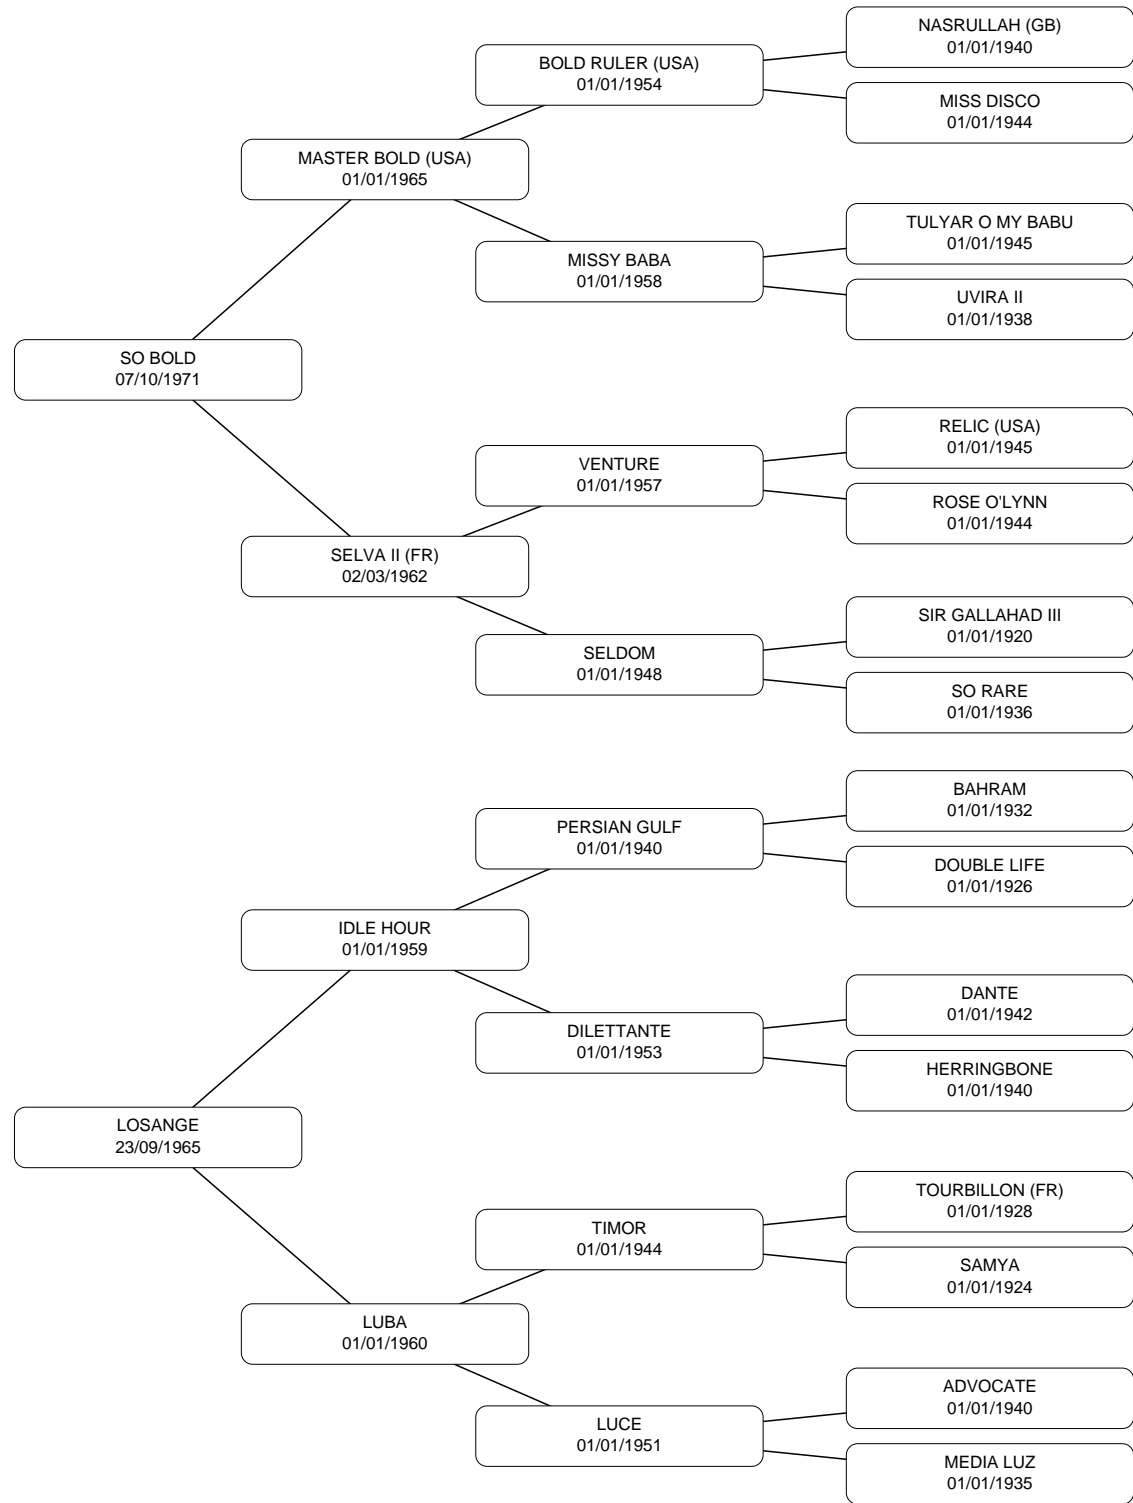 NASRULLAH (GB)
01/01/1940
BOLD RULER (USA)
01/01/1954
MISS DISCO
01/01/1944
MASTER BOLD (USA)
01/01/1965
TULYAR O MY BABU
01/01/1945
MISSY BABA
01/01/1958
UVIRA II
01/01/1938
SO BOLD
07/10/1971
RELIC (USA)
01/01/1945
VENTURE
01/01/1957
ROSE O'LYNN
01/01/1944
SELVA II (FR)
02/03/1962
SIR GALLAHAD III
01/01/1920
SELDOM
01/01/1948
SO RARE
01/01/1936
BAHRAM
01/01/1932
PERSIAN GULF
01/01/1940
DOUBLE LIFE
01/01/1926
IDLE HOUR
01/01/1959
DANTE
01/01/1942
DILETTANTE
01/01/1953
HERRINGBONE
01/01/1940
LOSANGE
23/09/1965
TOURBILLON (FR)
01/01/1928
TIMOR
01/01/1944
SAMYA
01/01/1924
LUBA
01/01/1960
ADVOCATE
01/01/1940
LUCE
01/01/1951
MEDIA LUZ
01/01/1935